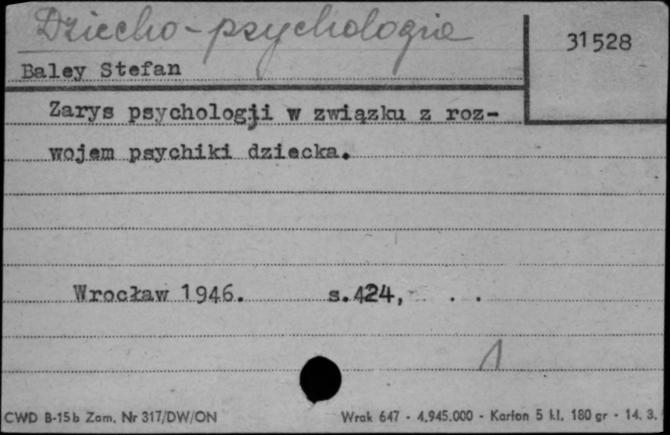 Dziecko - psychologia
31528
Baley Stefan
Zarys psychologji w związku z roz-
wojem psychiki dziecka.
Wrocław 1946. s.424, . .
1
CWD B-15b Zam. Nr 317/DW/ON Wrak 647 - 4.945.000 - Karton 5 kl. 180 gr - 14. 3.